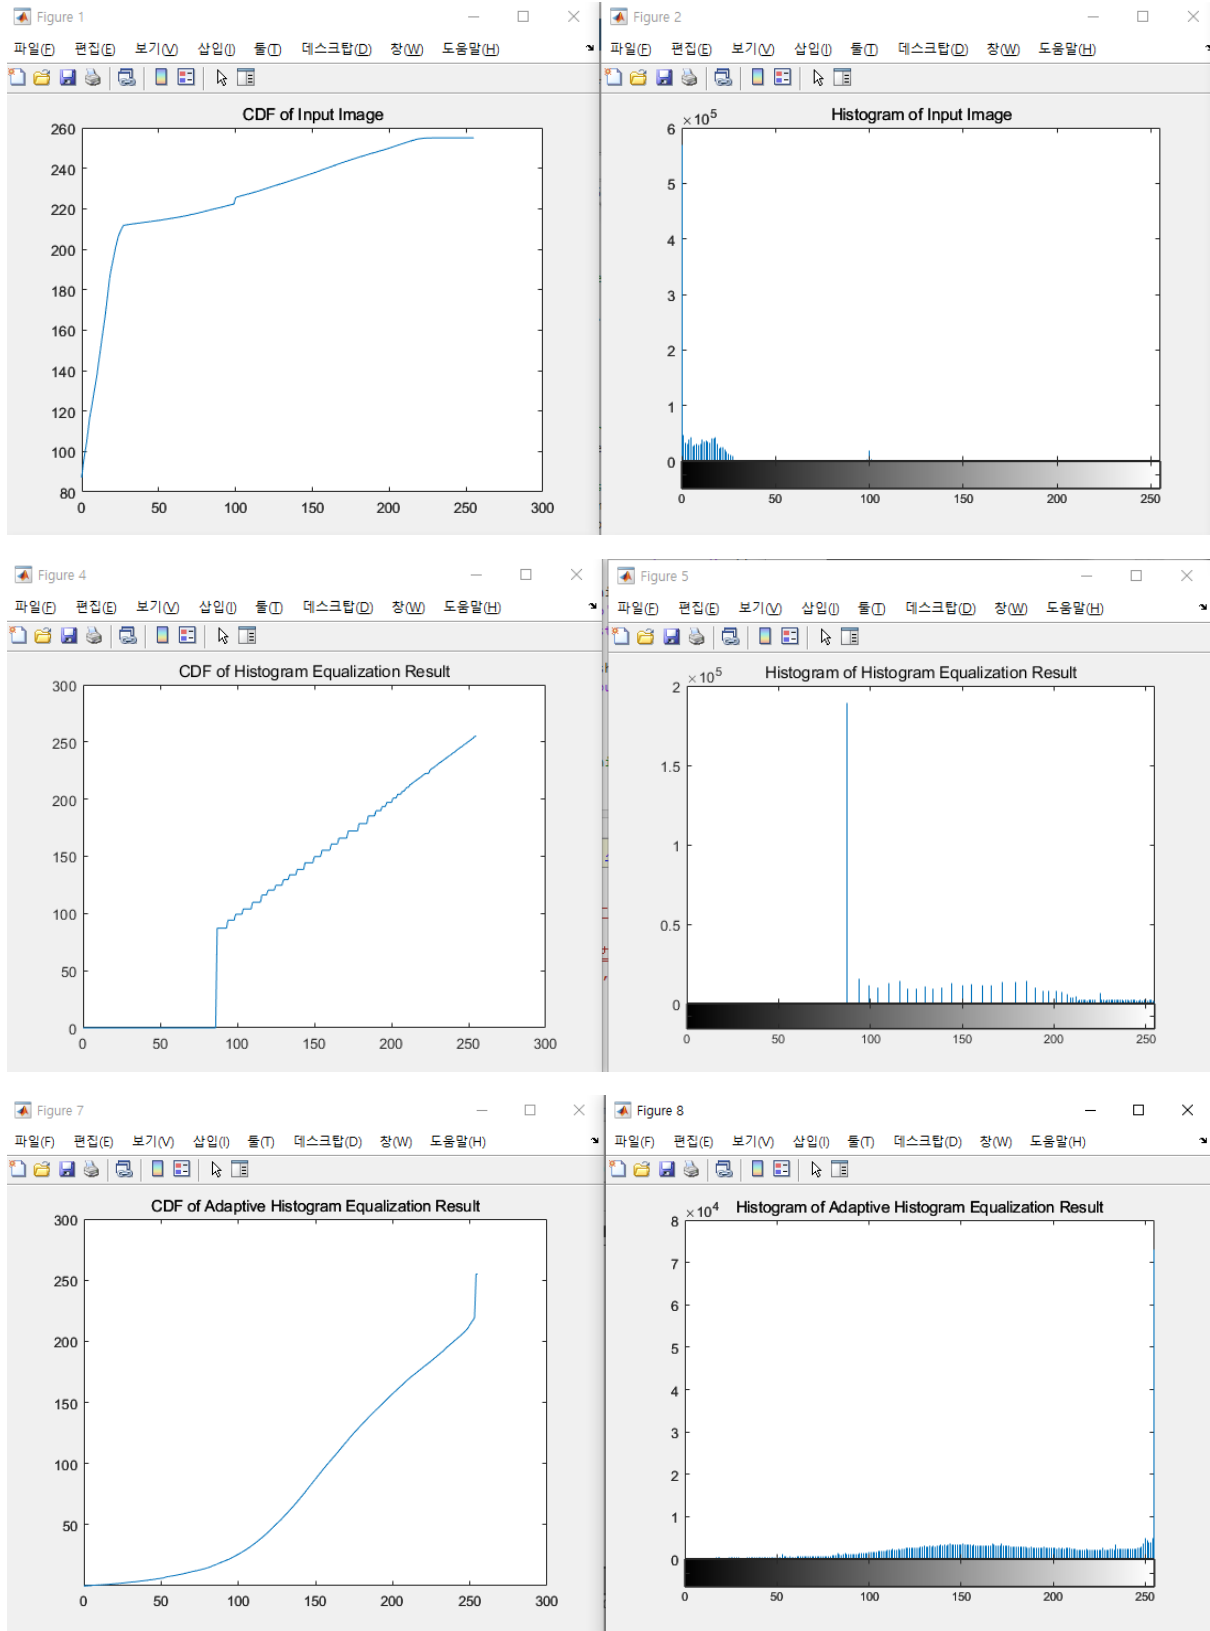 Figure 1
파일(F) 편집(E) 보기(V) 삽입(I) 툴(T) 데스크탑(D) 창(W) 도움말(H)
CDF of Input Image
260
240
220
200
180
160
140
120
100
80
0 50 100 150 200 250 300
Figure 2
파일(F) 편집(E) 보기(V) 삽입(I) 툴(T) 데스크탑(D) 창(W) 도움말(H)
×10^5 Histogram of Input Image
6
5
4
3
2
1
0
0 50 100 150 200 250
Figure 4
파일(F) 편집(E) 보기(V) 삽입(I) 툴(T) 데스크탑(D) 창(W) 도움말(H)
CDF of Histogram Equalization Result
300
250
200
150
100
50
0
0 50 100 150 200 250 300
Figure 5
파일(F) 편집(E) 보기(V) 삽입(I) 툴(T) 데스크탑(D) 창(W) 도움말(H)
×10^5 Histogram of Histogram Equalization Result
2
1.5
1
0.5
0
0 50 100 150 200 250
Figure 7
파일(F) 편집(E) 보기(V) 삽입(I) 툴(T) 데스크탑(D) 창(W) 도움말(H)
CDF of Adaptive Histogram Equalization Result
300
250
200
150
100
50
0 50 100 150 200 250 300
Figure 8
파일(F) 편집(E) 보기(V) 삽입(I) 툴(T) 데스크탑(D) 창(W) 도움말(H)
×10^4 Histogram of Adaptive Histogram Equalization Result
8
7
6
5
4
3
2
1
0
0 50 100 150 200 250